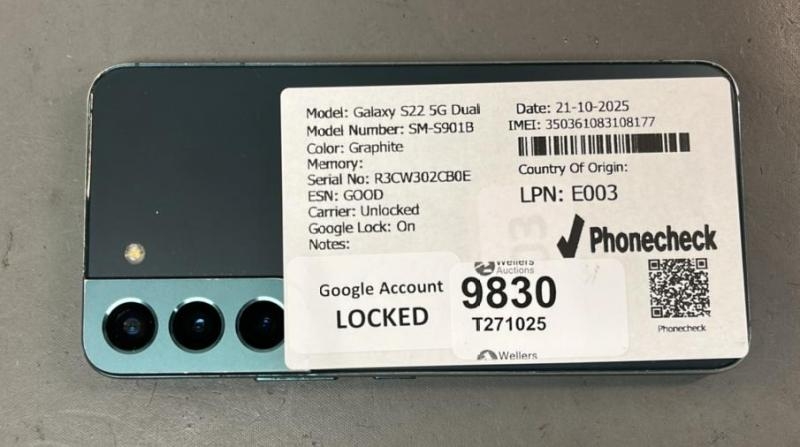 Model: Galaxy S22 5G Dual
Model Number: SM-S901B
Color: Graphite
Memory:
Serial No: R3CW302CB0E
ESN: GOOD
Carrier: Unlocked
Google Lock: On
Notes:
Date: 21-10-2025
IMEI: 350361083108177
Country Of Origin:
LPN: E003
Phonecheck
Phonecheck
Google Account
LOCKED
Wellers
Auctions
9830
T271025
Wellers